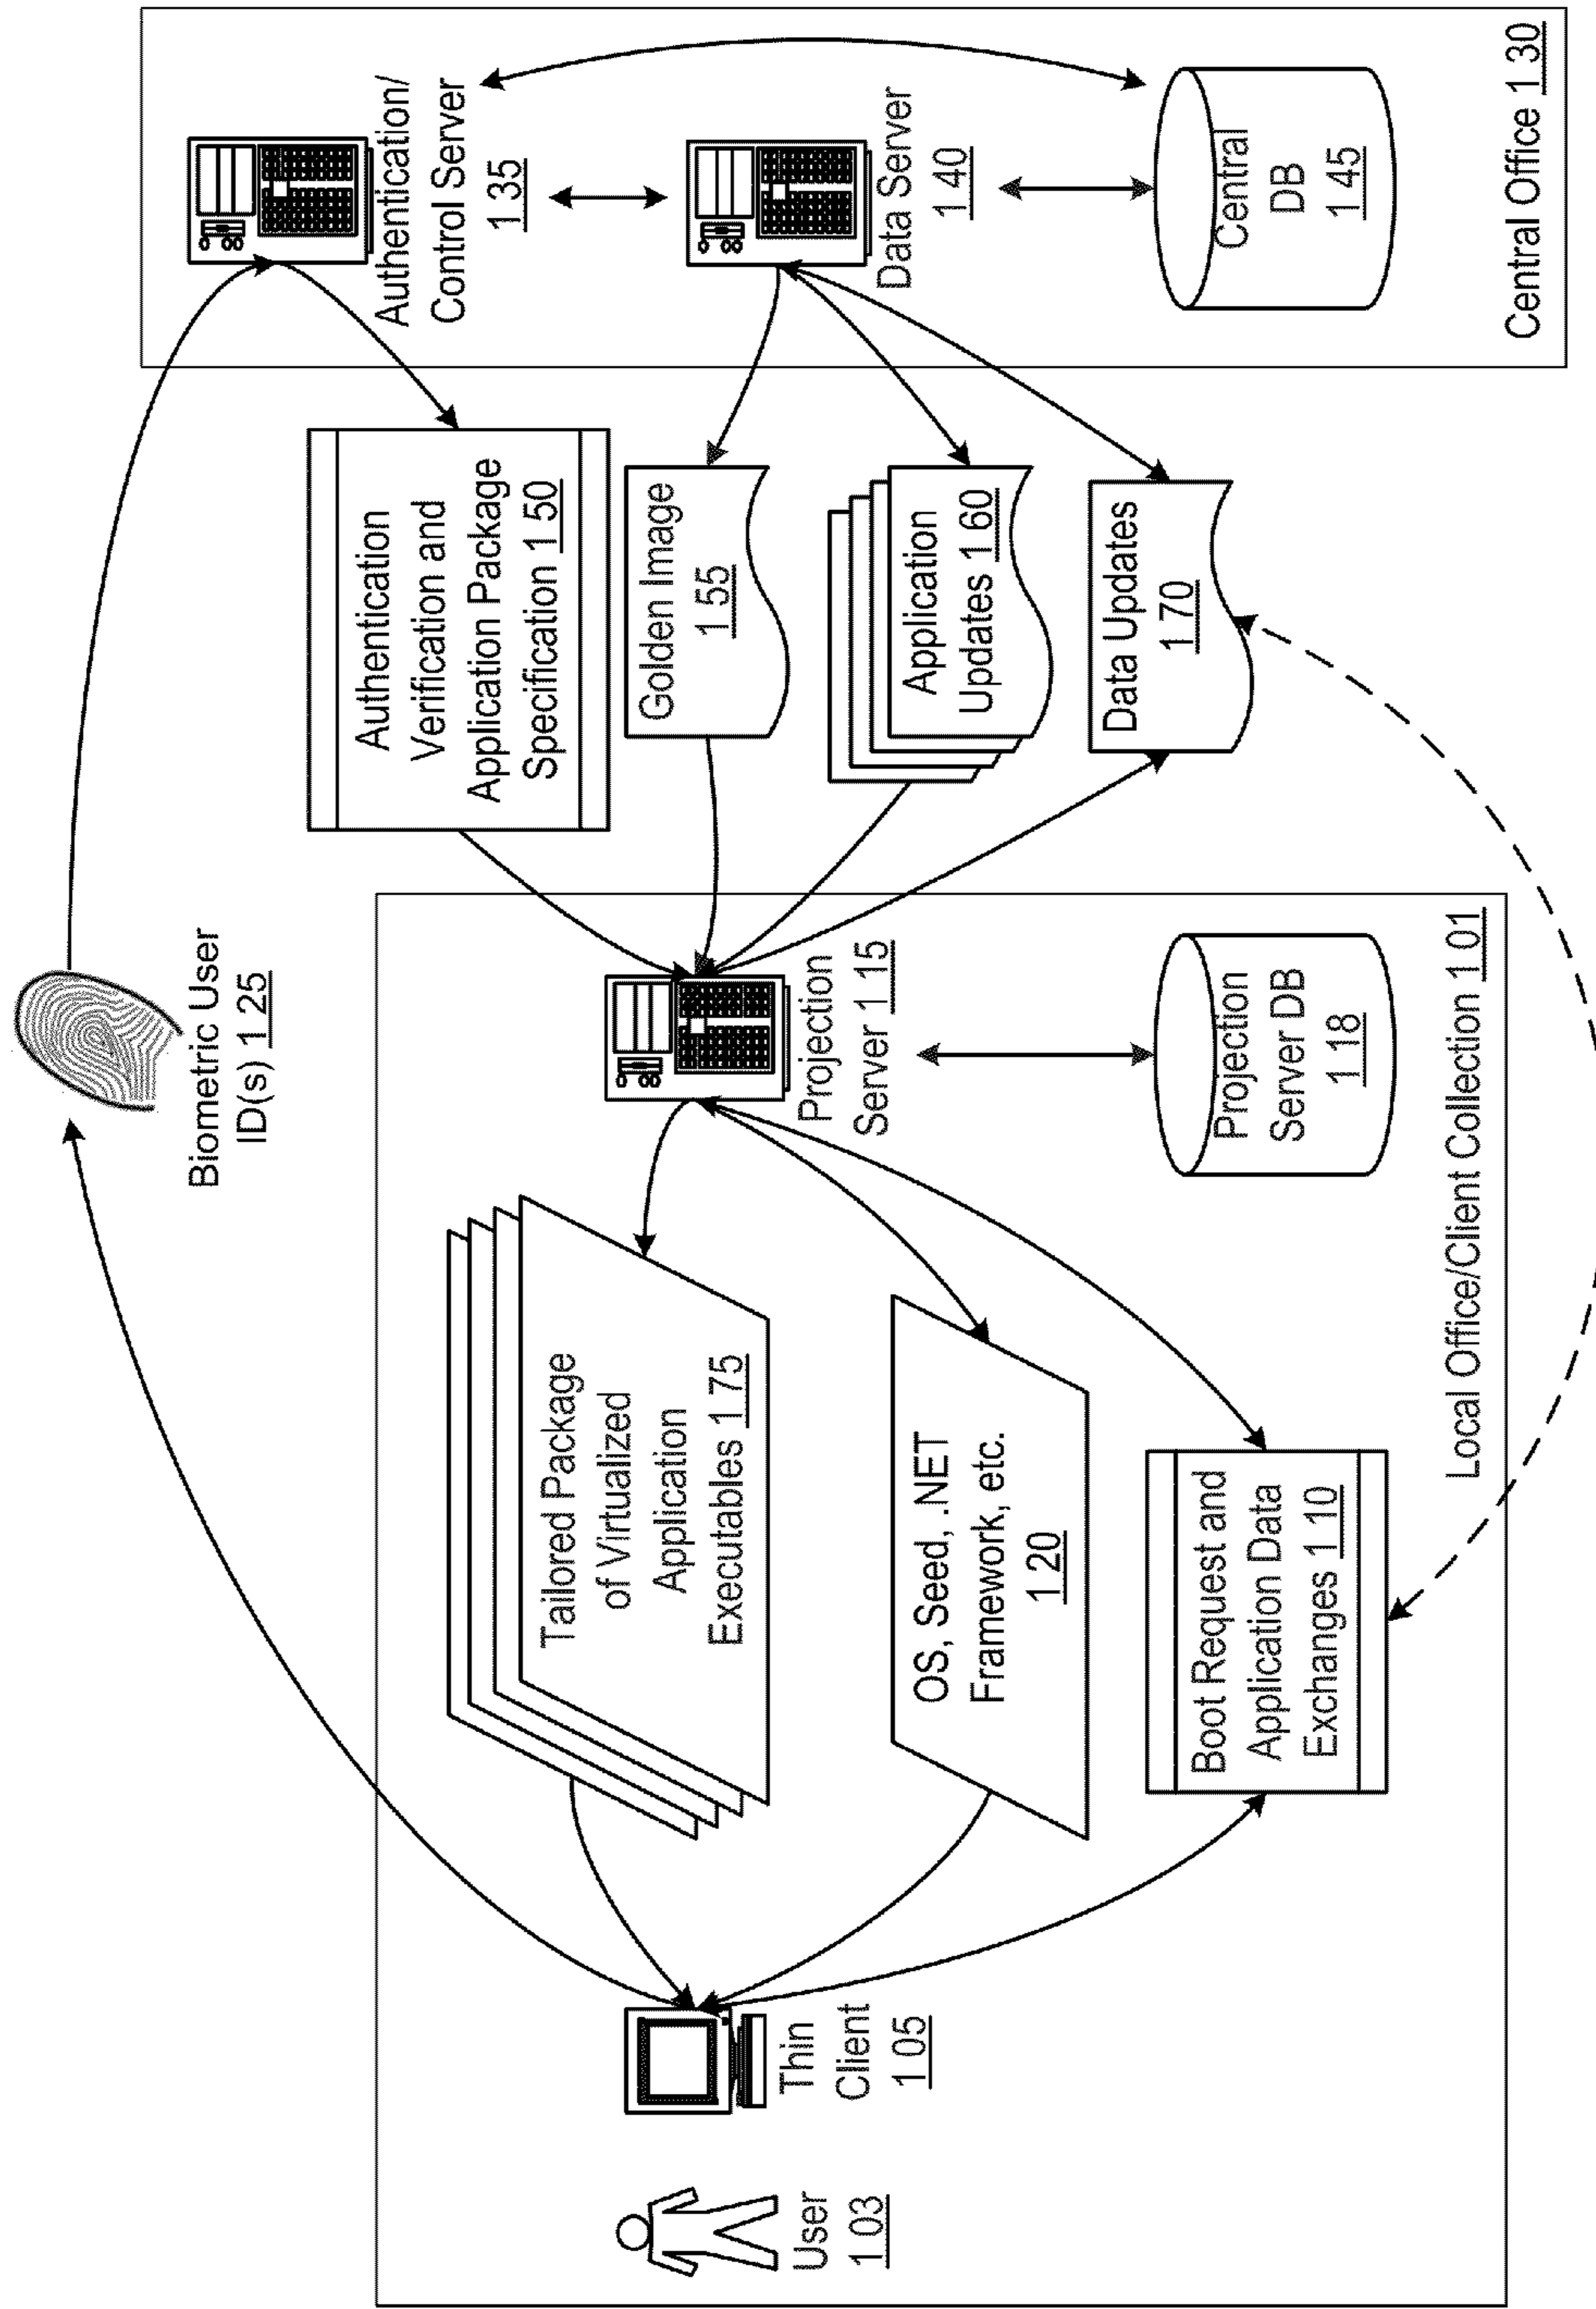 Biometric User
ID(s) 125
User
103
Thin
Client
105
Tailored Package
of Virtualized
Application
Executables 175
OS, Seed, .NET
Framework, etc.
120
Boot Request and
Application Data
Exchanges 110
Projection
Server 115
Projection
Server DB
118
Local Office/Client Collection 101
Authentication
Verification and
Application Package
Specification 150
Golden Image
155
Application
Updates 160
Data Updates
170
Authentication/
Control Server
135
Data Server
140
Central
DB
145
Central Office 130